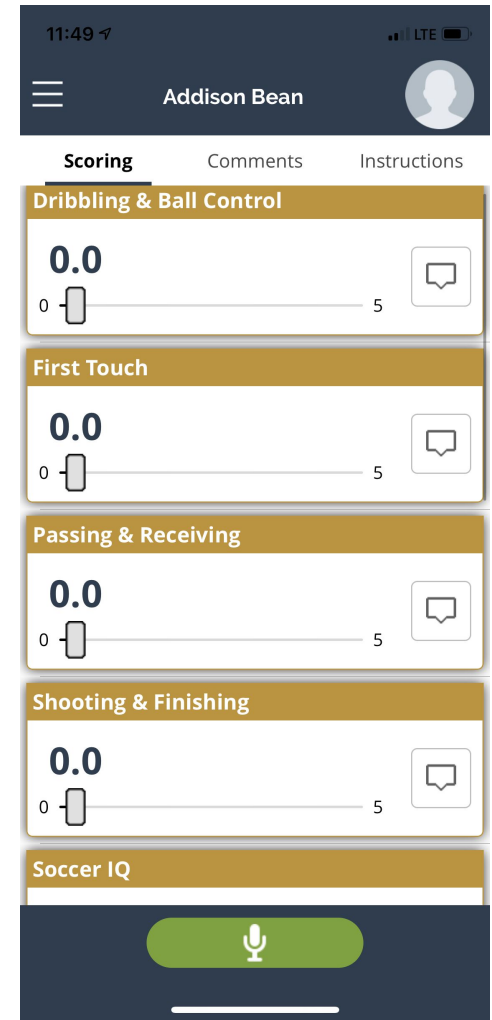 11:49
LTE
Addison Bean
Scoring Comments Instructions
Dribbling & Ball Control
0.0
0 5
First Touch
0.0
0 5
Passing & Receiving
0.0
0 5
Shooting & Finishing
0.0
0 5
Soccer IQ